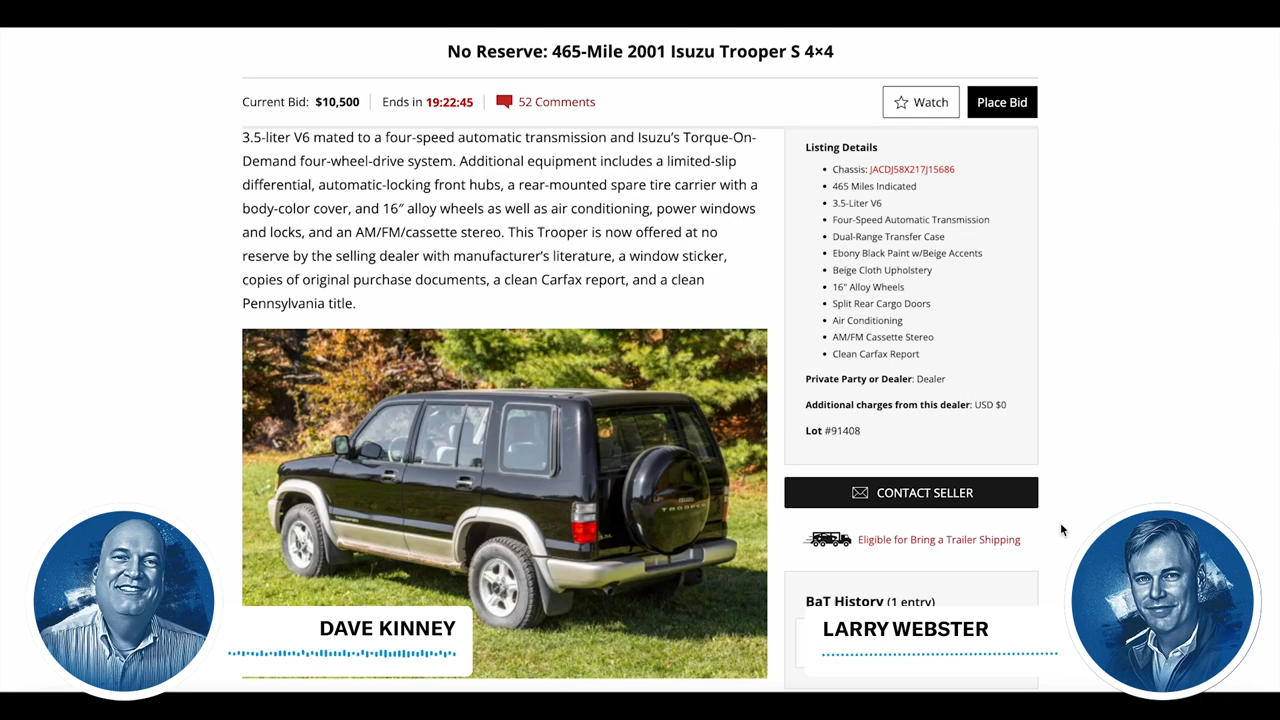 No Reserve: 465-Mile 2001 Isuzu Trooper S 4×4
Current Bid: $10,500
Ends in 19:22:45
52 Comments
Watch
Place Bid
3.5-liter V6 mated to a four-speed automatic transmission and Isuzu's Torque-On-
Demand four-wheel-drive system. Additional equipment includes a limited-slip
differential, automatic-locking front hubs, a rear-mounted spare tire carrier with a
body-color cover, and 16″ alloy wheels as well as air conditioning, power windows
and locks, and an AM/FM/cassette stereo. This Trooper is now offered at no
reserve by the selling dealer with manufacturer's literature, a window sticker,
copies of original purchase documents, a clean Carfax report, and a clean
Pennsylvania title.
Listing Details
• Chassis: JACDJ58X217J15686
• 465 Miles Indicated
• 3.5-Liter V6
• Four-Speed Automatic Transmission
• Dual-Range Transfer Case
• Ebony Black Paint w/Beige Accents
• Beige Cloth Upholstery
• 16" Alloy Wheels
• Split Rear Cargo Doors
• Air Conditioning
• AM/FM Cassette Stereo
• Clean Carfax Report
Private Party or Dealer: Dealer
Additional charges from this dealer: USD $0
Lot #91408
CONTACT SELLER
Eligible for Bring a Trailer Shipping
BaT History (1 entry)
TROOPER
DAVE KINNEY
LARRY WEBSTER